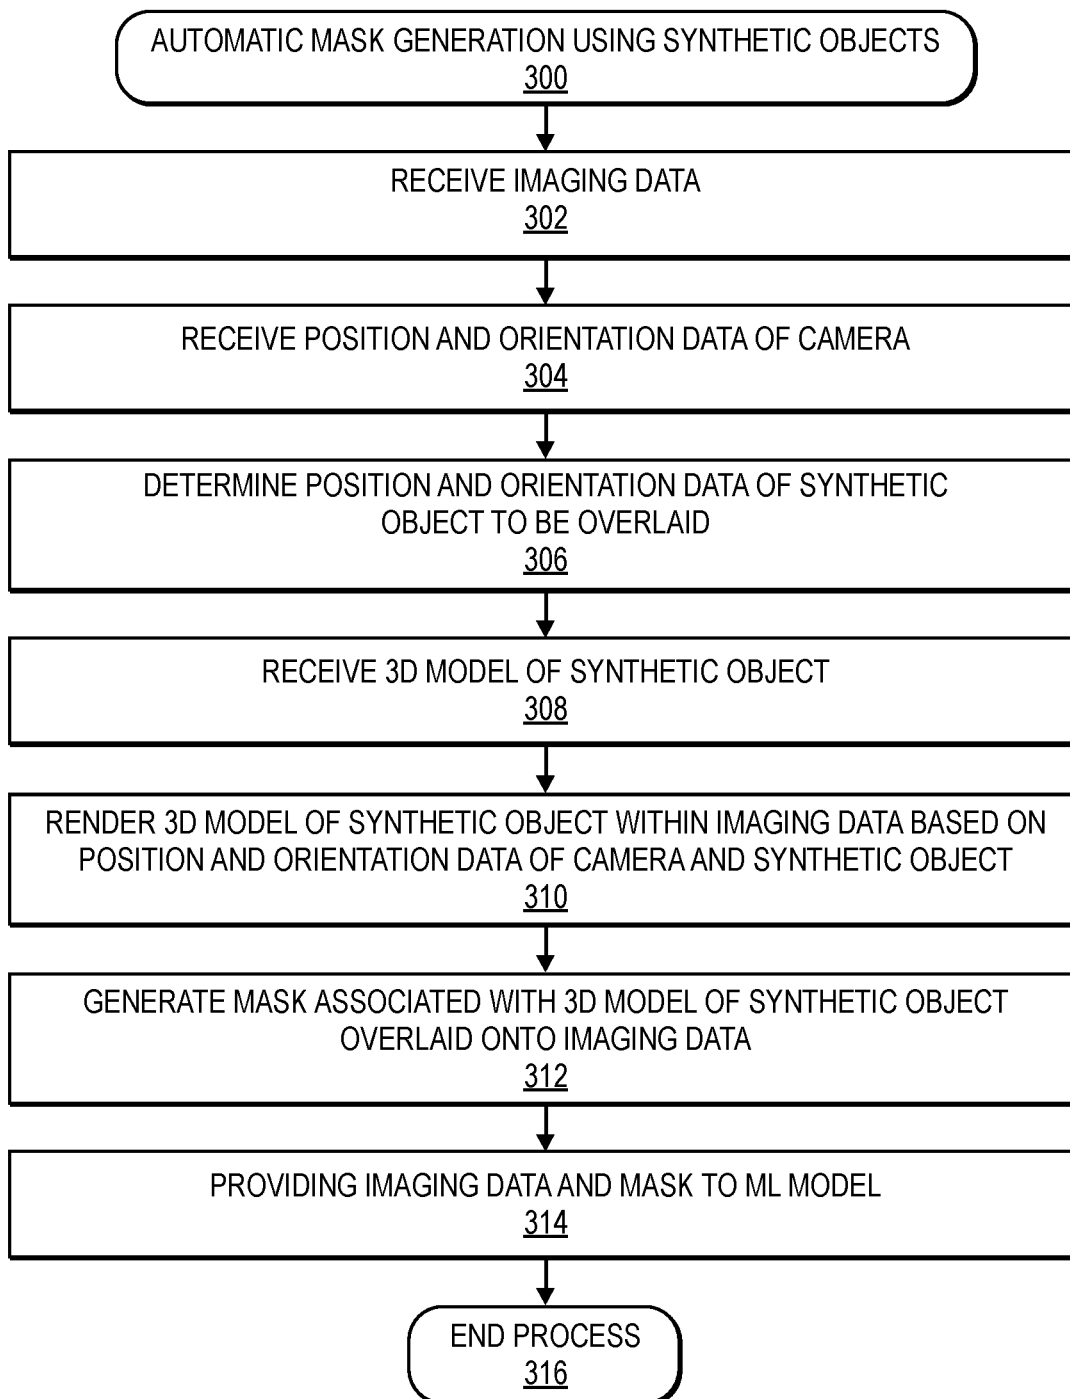 AUTOMATIC MASK GENERATION USING SYNTHETIC OBJECTS
300
RECEIVE IMAGING DATA
302
RECEIVE POSITION AND ORIENTATION DATA OF CAMERA
304
DETERMINE POSITION AND ORIENTATION DATA OF SYNTHETIC
OBJECT TO BE OVERLAID
306
RECEIVE 3D MODEL OF SYNTHETIC OBJECT
308
RENDER 3D MODEL OF SYNTHETIC OBJECT WITHIN IMAGING DATA BASED ON
POSITION AND ORIENTATION DATA OF CAMERA AND SYNTHETIC OBJECT
310
GENERATE MASK ASSOCIATED WITH 3D MODEL OF SYNTHETIC OBJECT
OVERLAID ONTO IMAGING DATA
312
PROVIDING IMAGING DATA AND MASK TO ML MODEL
314
END PROCESS
316